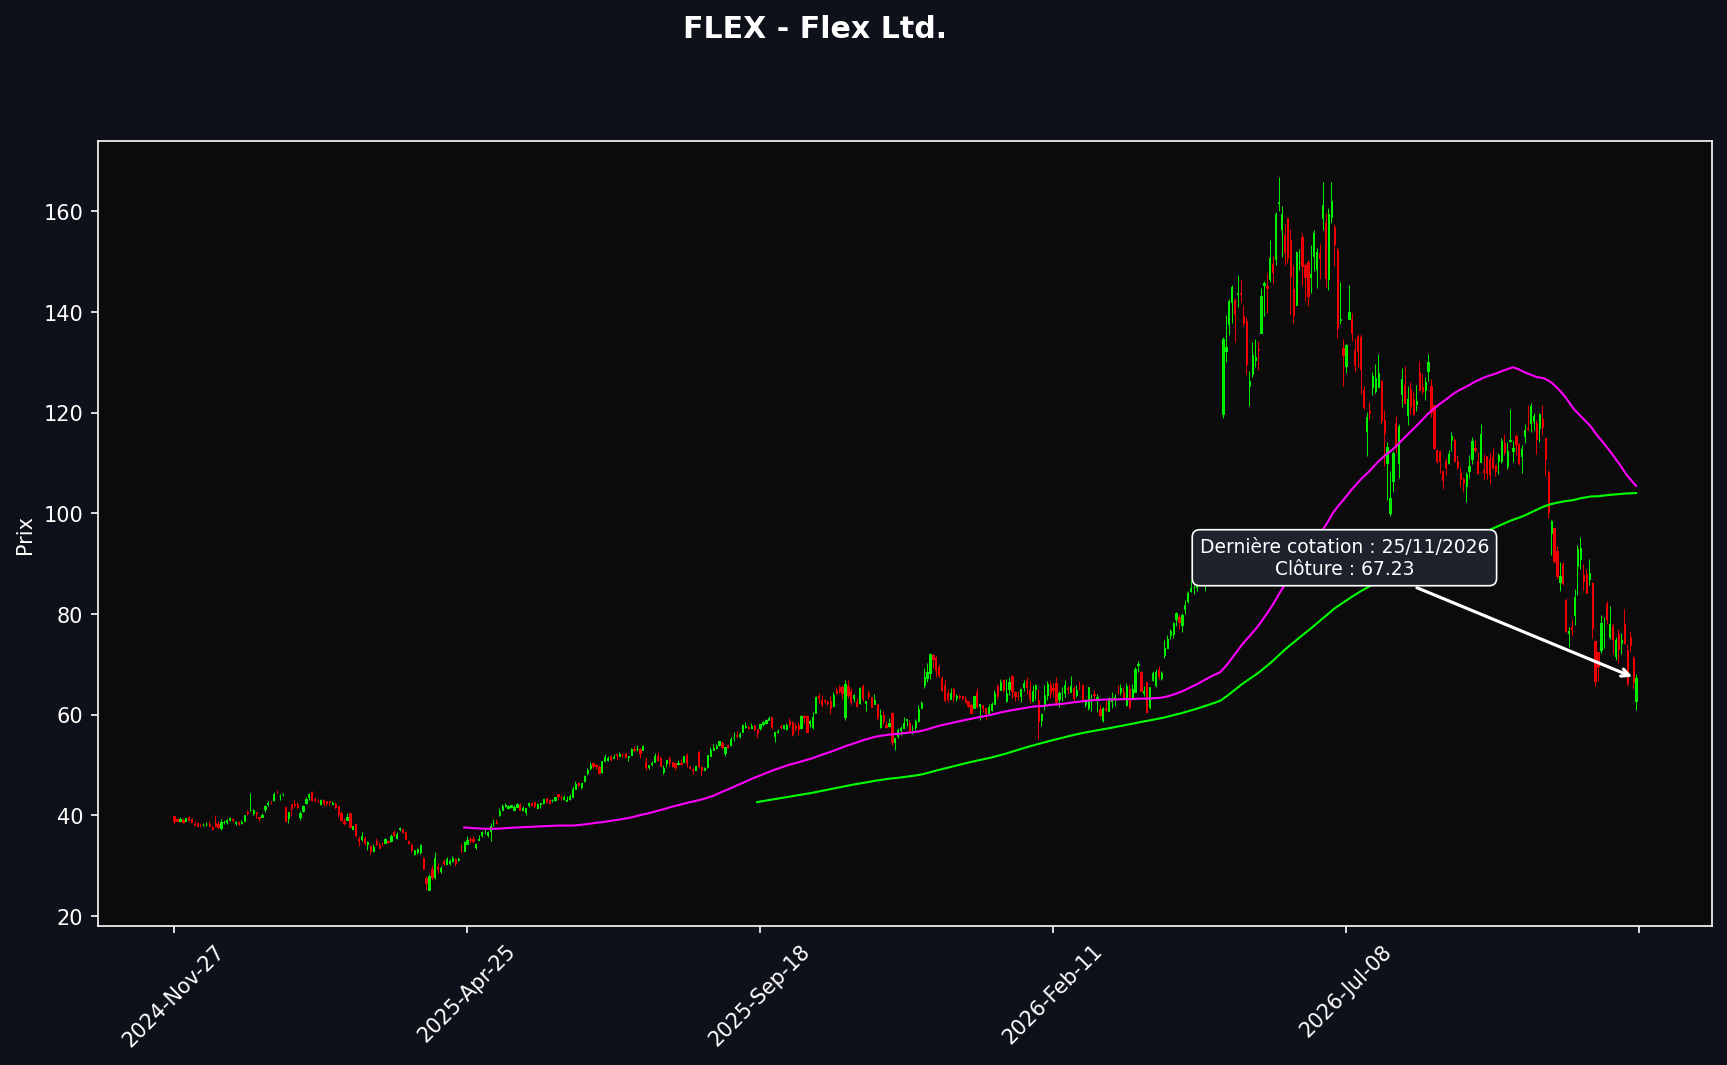 FLEX - Flex Ltd.
Prix
160
140
120
100
80
60
40
20
Dernière cotation : 25/11/2026
Clôture : 67.23
2024-Nov-27
2025-Apr-25
2025-Sep-18
2026-Feb-11
2026-Jul-08